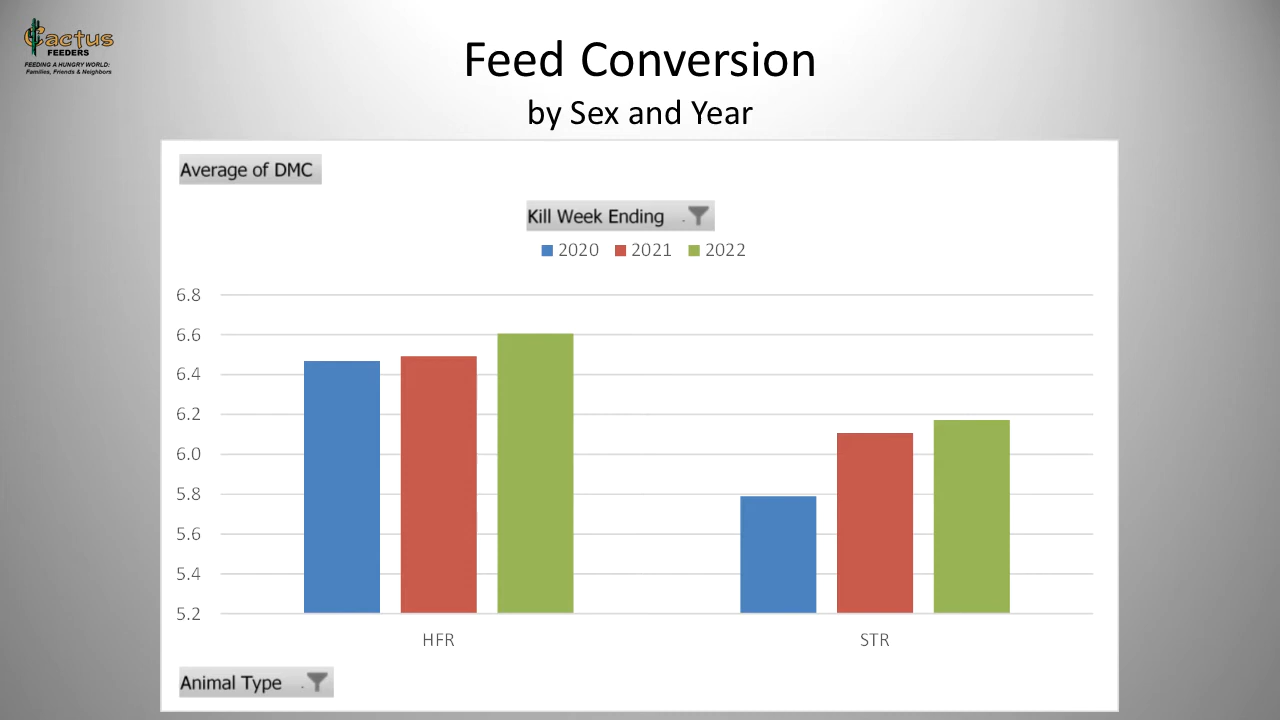 Cactus
FEEDERS
FEEDING A HUNGRY WORLD:
Families, Friends & Neighbors
Feed Conversion
by Sex and Year
Average of DMC
Kill Week Ending
2020 2021 2022
6.8
6.6
6.4
6.2
6.0
5.8
5.6
5.4
5.2
HFR STR
Animal Type